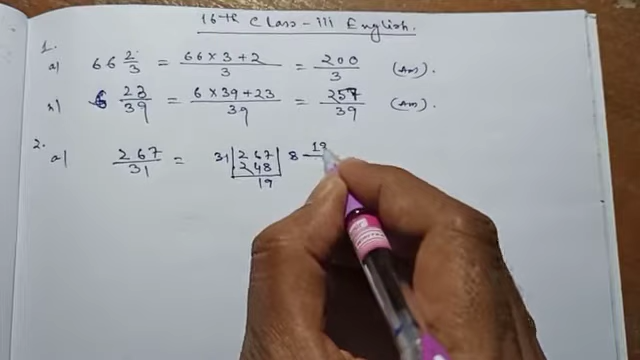 16th Class-III English.
1.
a) 66 2/3 = 66×3+2/3 = 200/3 (Ans).
r) 6 23/39 = 6×39+23/39 = 257/39 (Ans).
2.
a) 267/31 = 31 | 267 | 8 19
248
19